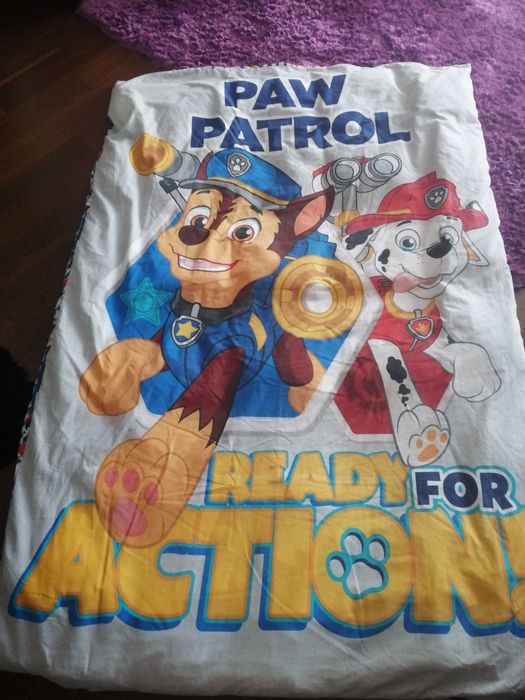 PAW
PATROL
READY FOR
ACTION!